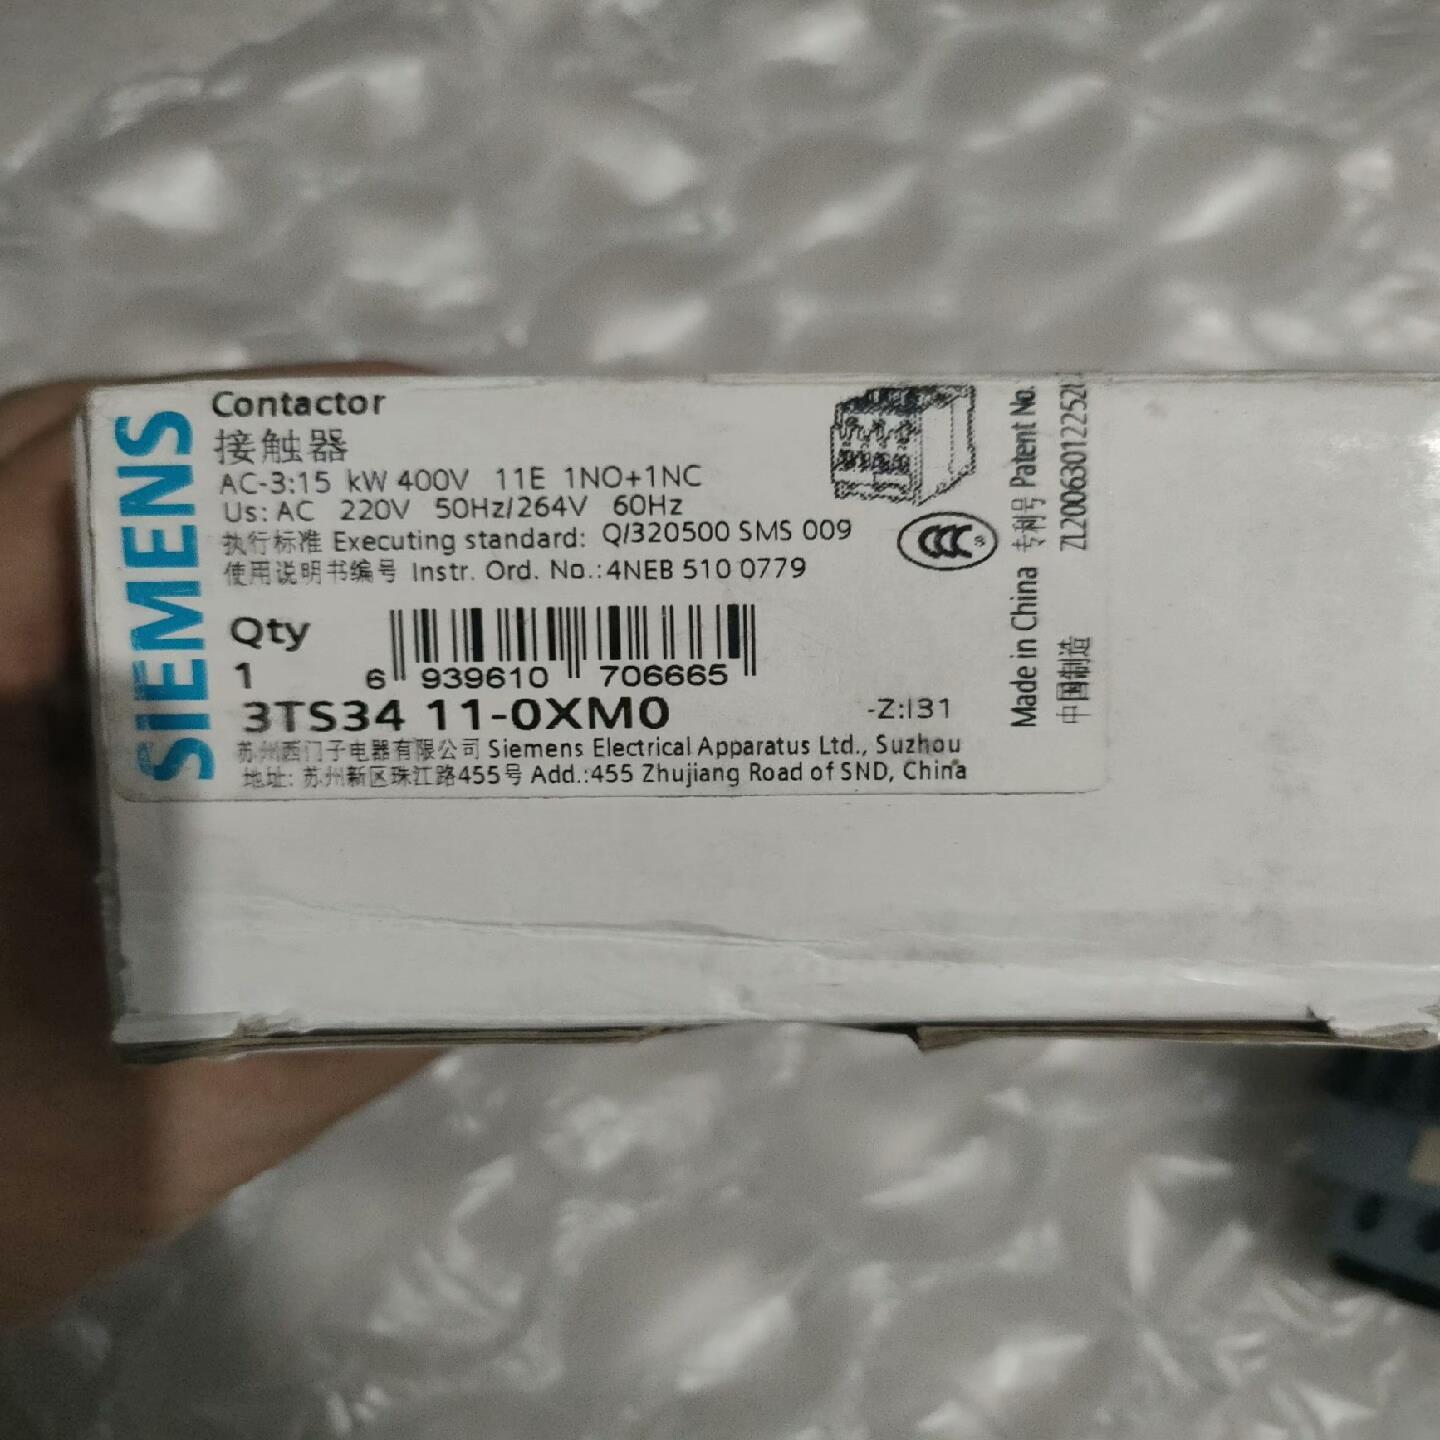 SIEMENS
Contactor
接触器
AC-3:15 kW 400V 11E 1NO+1NC
Us: AC 220V 50Hz/264V 60Hz
执行标准 Executing standard: Q/320500 SMS 009
使用说明书编号 Instr. Ord. No.:4NEB 510 0779
Qty
1
6 939610 706665
3TS34 11-0XM0
-Z:I31
苏州西门子电器有限公司 Siemens Electrical Apparatus Ltd., Suzhou
地址: 苏州新区珠江路455号 Add.:455 Zhujiang Road of SND, China
CCC S
Made in China 专利号 Patent No.
中国制造